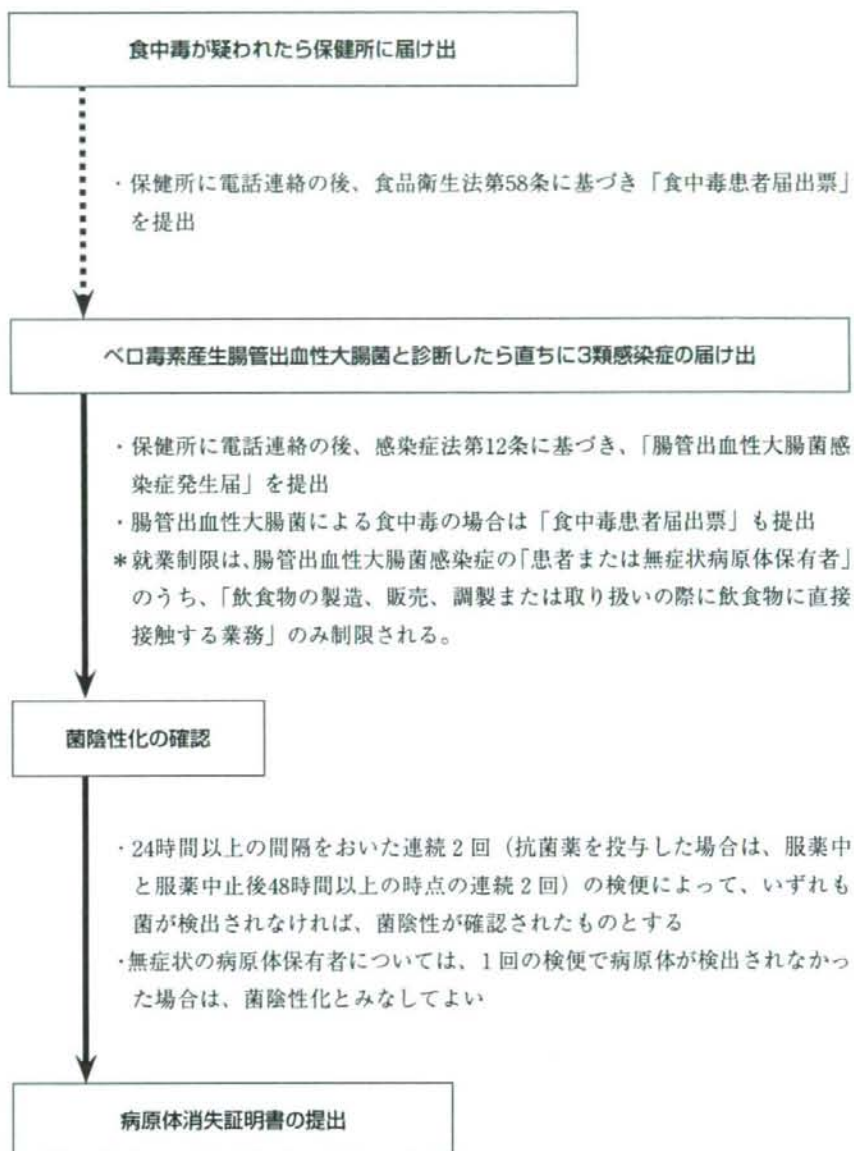 食中毒が疑われたら保健所に届け出
・保健所に電話連絡の後、食品衛生法第58条に基づき「食中毒患者届出票」
を提出
ベロ毒素産生腸管出血性大腸菌と診断したら直ちに3類感染症の届け出
・保健所に電話連絡の後、感染症法第12条に基づき、「腸管出血性大腸菌感
染症発生届」を提出
・腸管出血性大腸菌による食中毒の場合は「食中毒患者届出票」も提出
＊就業制限は、腸管出血性大腸菌感染症の「患者または無症状病原体保有者」
のうち、「飲食物の製造、販売、調製または取り扱いの際に飲食物に直接
接触する業務」のみ制限される。
菌陰性化の確認
・24時間以上の間隔をおいた連続2回（抗菌薬を投与した場合は、服薬中
と服薬中止後48時間以上の時点の連続2回）の検便によって、いずれも
菌が検出されなければ、菌陰性が確認されたものとする
・無症状の病原体保有者については、1回の検便で病原体が検出されなかっ
た場合は、菌陰性化とみなしてよい
病原体消失証明書の提出